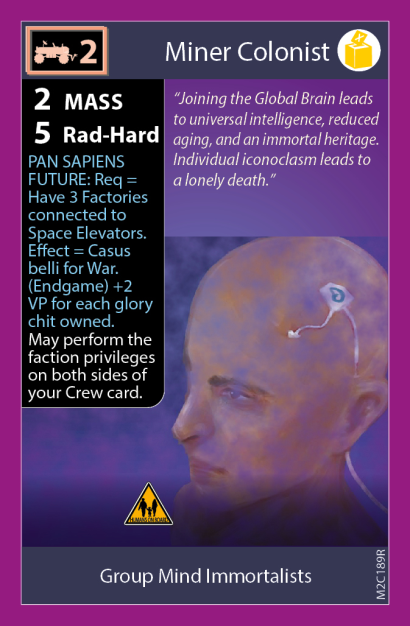 2
Miner Colonist
2 MASS
5 Rad-Hard
PAN SAPIENS
FUTURE: Req =
Have 3 Factories
connected to
Space Elevators.
Effect = Casus
belli for War.
(Endgame) +2
VP for each glory
chit owned.
May perform the
faction privileges
on both sides of
your Crew card.
“Joining the Global Brain leads
to universal intelligence, reduced
aging, and an immortal heritage.
Individual iconoclasm leads to
a lonely death.”
Group Mind Immortalists
M2C189R